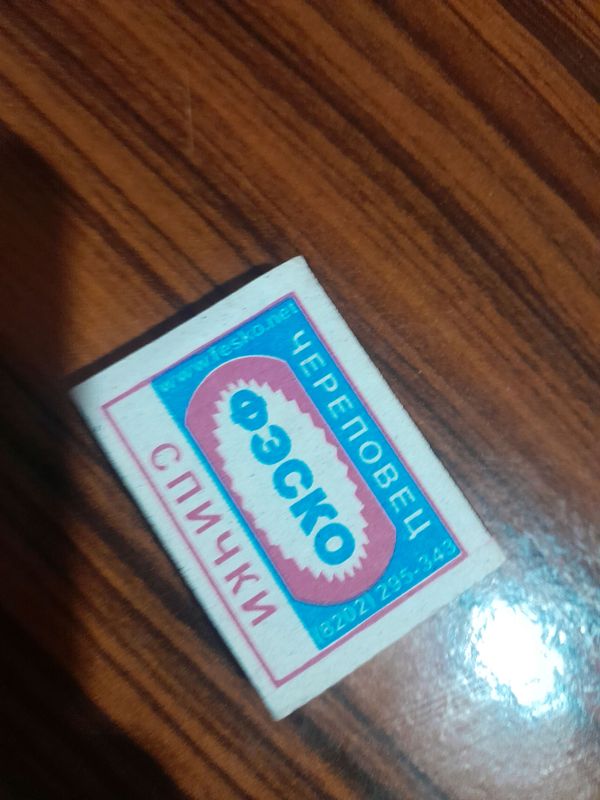 www.fesko.net
ЧЕРЕПОВЕЦ
ФЭСКО
(8202) 295-343
СПИЧКИ